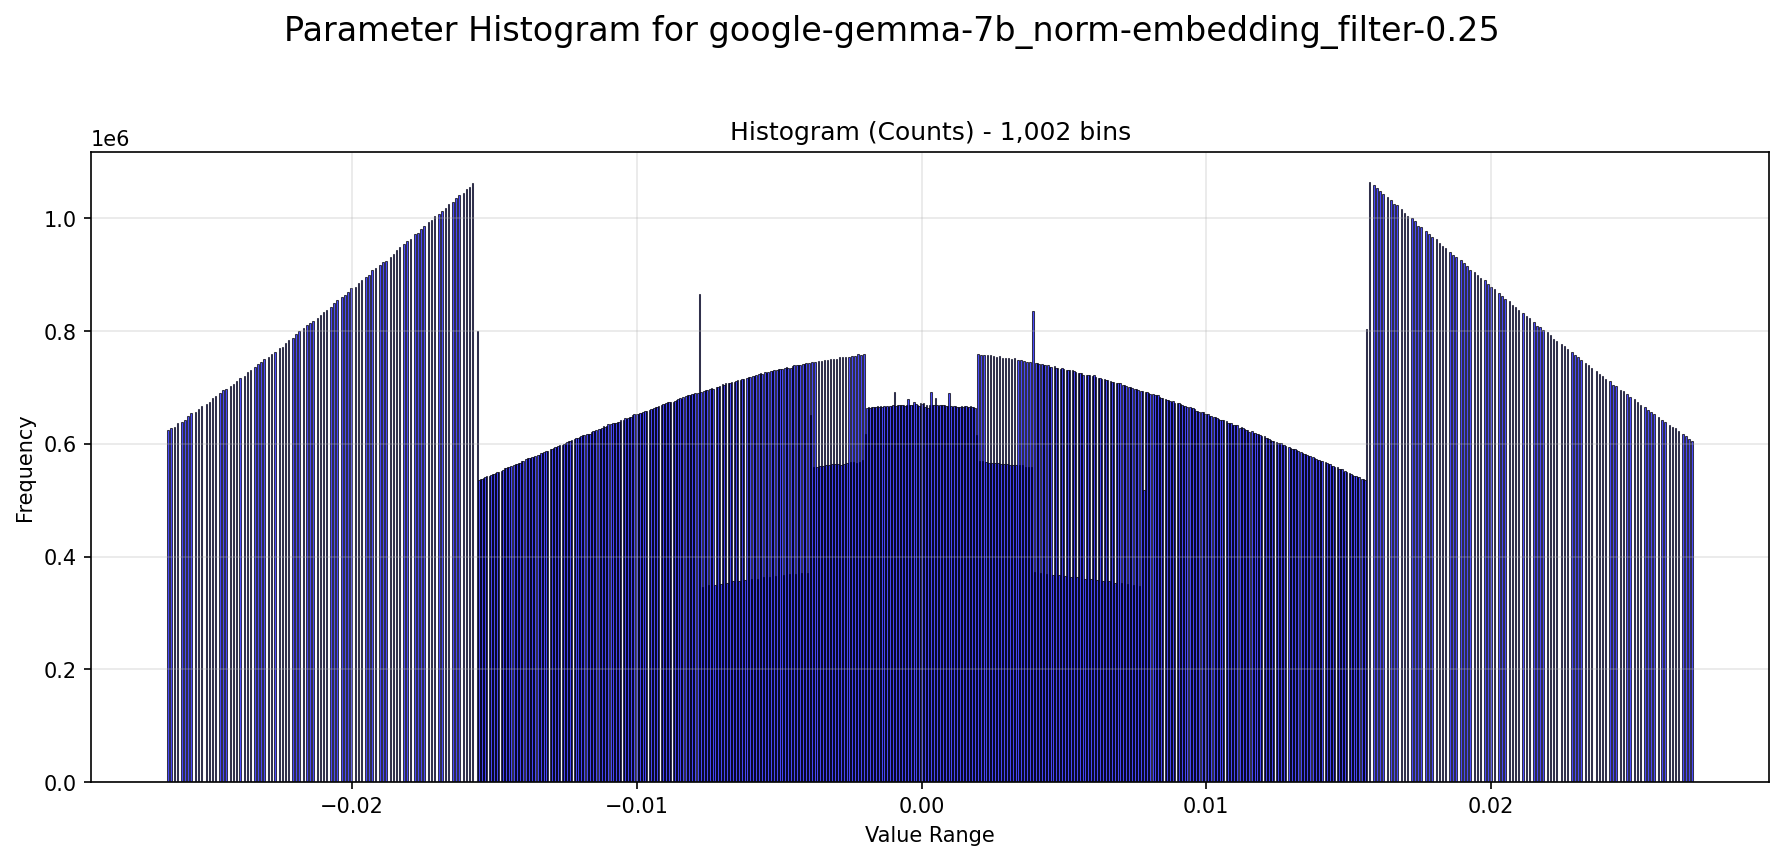 Parameter Histogram for google-gemma-7b_norm-embedding_filter-0.25
Histogram (Counts) - 1,002 bins
1e6
1.0
0.8
0.6
0.4
0.2
0.0
Frequency
−0.02 −0.01 0.00 0.01 0.02
Value Range